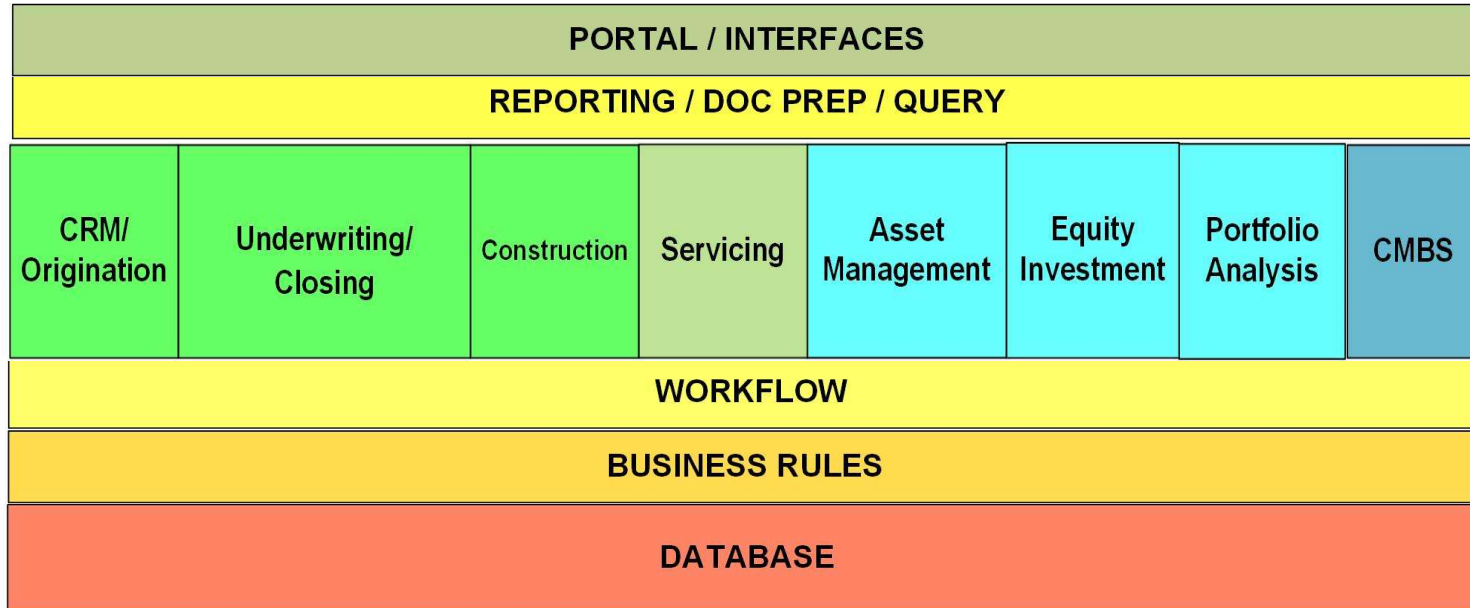 PORTAL / INTERFACES
REPORTING / DOC PREP / QUERY
CRM/
Origination
Underwriting/
Closing
Construction
Servicing
Asset
Management
Equity
Investment
Portfolio
Analysis
CMBS
WORKFLOW
BUSINESS RULES
DATABASE